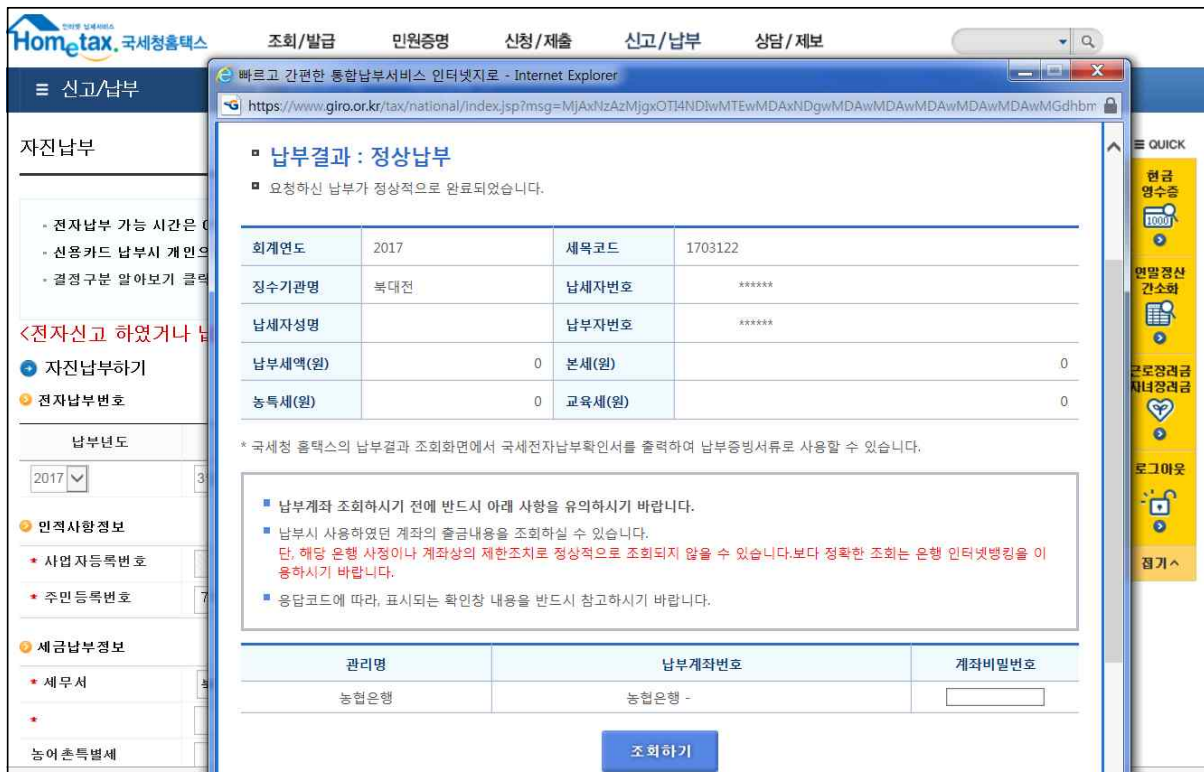 인터넷 납세서비스
Hometax. 국세청홈택스
조회/발급 민원증명 신청/제출 신고/납부 상담/제보
≡ 신고/납부
빠르고 간편한 통합납부서비스 인터넷지로 - Internet Explorer
자진납부
- 전자납부 가능 시간은
- 신용카드 납부시 개인으
- 결정구분 알아보기 클릭
<전자신고 하였거나 납
자진납부하기
전자납부번호
납부년도
2017
인적사항정보
* 사업자등록번호
* 주민등록번호 7
세금납부정보
* 세무서
*
농어촌특별세
납부결과 : 정상납부
요청하신 납부가 정상적으로 완료되었습니다.
회계연도 2017 세목코드 1703122
징수기관명 북대전 납세자번호 ******
납세자성명 납부자번호 ******
납부세액(원) 0 본세(원) 0
농특세(원) 0 교육세(원) 0
* 국세청 홈택스의 납부결과 조회화면에서 국세전자납부확인서를 출력하여 납부증빙서류로 사용할 수 있습니다.
납부계좌 조회하시기 전에 반드시 아래 사항을 유의하시기 바랍니다.
납부시 사용하였던 계좌의 출금내용을 조회하실 수 있습니다.
단, 해당 은행 사정이나 계좌상의 제한조치로 정상적으로 조회되지 않을 수 있습니다.보다 정확한 조회는 은행 인터넷뱅킹을 이
용하시기 바랍니다.
응답코드에 따라, 표시되는 확인창 내용을 반드시 참고하시기 바랍니다.
관리명 납부계좌번호 계좌비밀번호
농협은행 농협은행 -
조회하기
≡ QUICK
현금
영수증
1000
연말정산
간소화
근로장려금
자녀장려금
로그아웃
접기